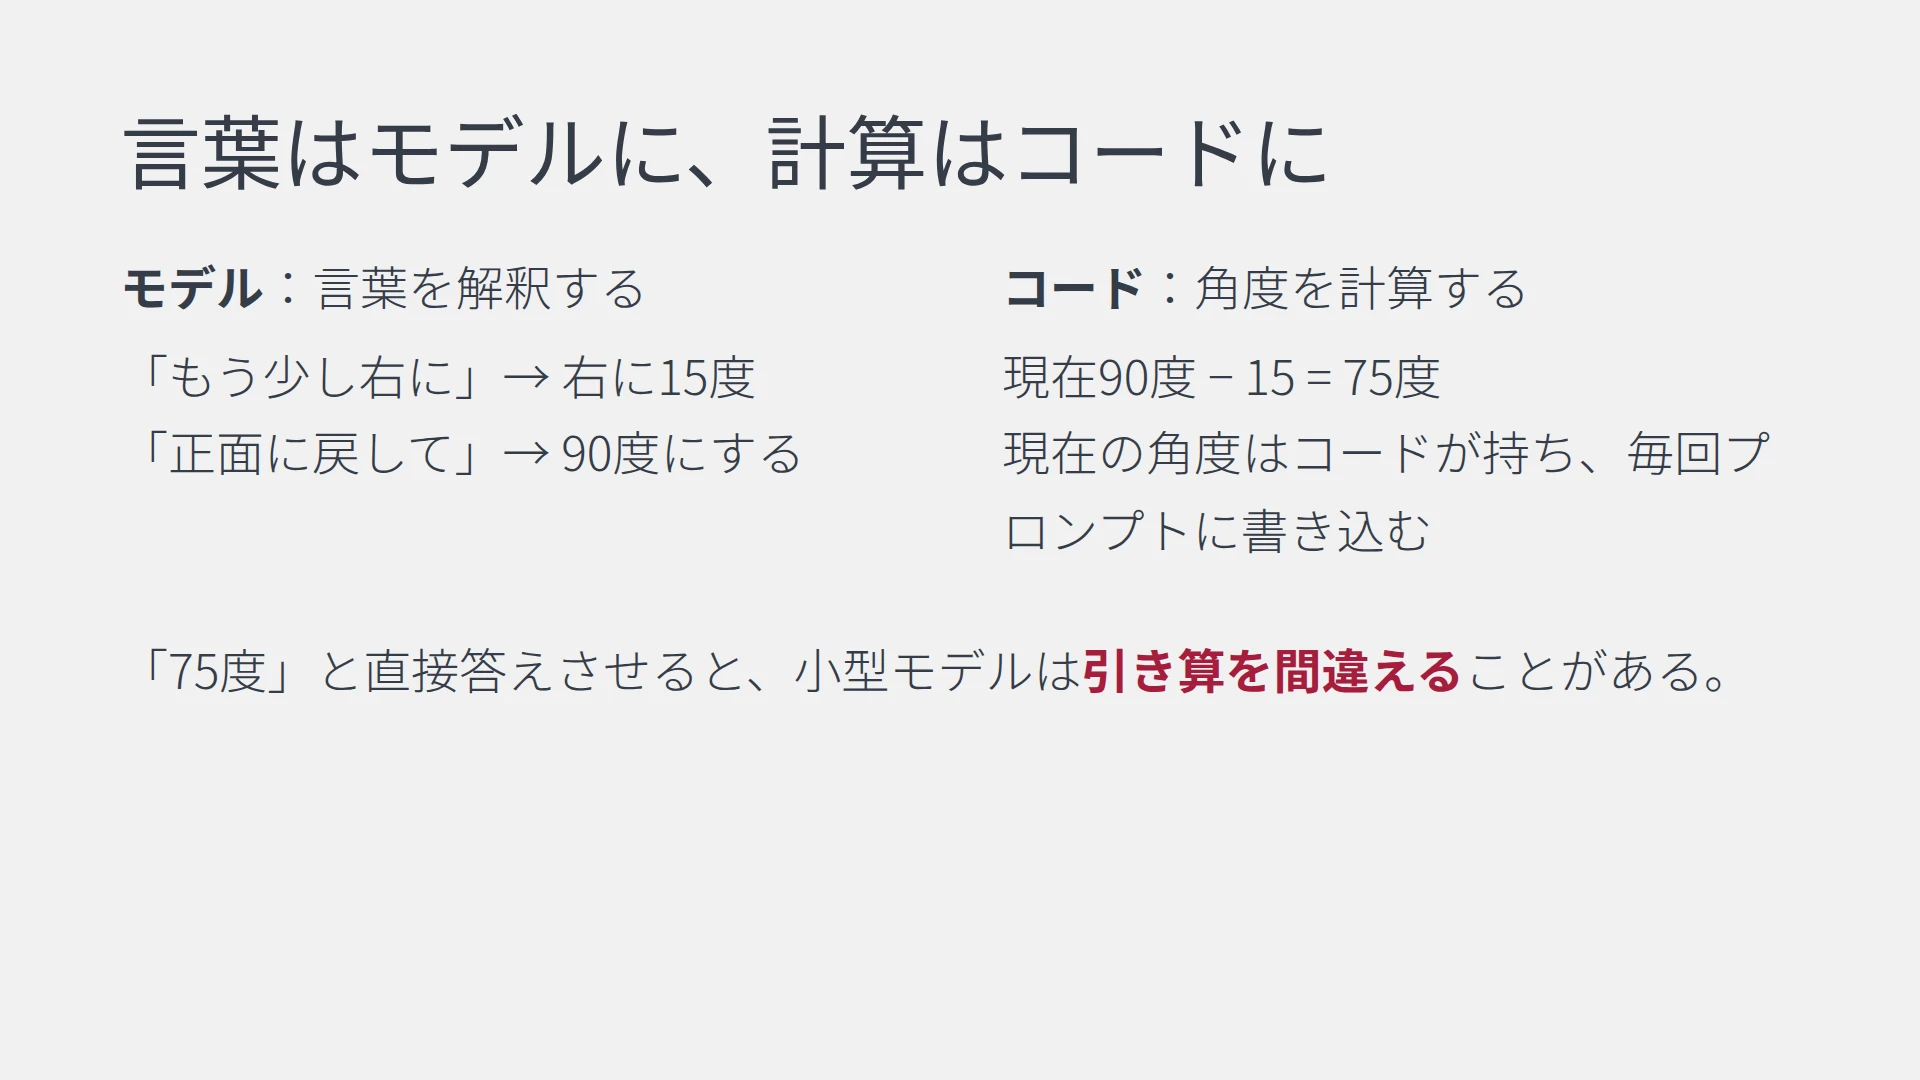 言葉はモデルに、計算はコードに
モデル：言葉を解釈する
「もう少し右に」→ 右に15度
「正面に戻して」→ 90度にする
コード：角度を計算する
現在90度 − 15 = 75度
現在の角度はコードが持ち、毎回プ
ロンプトに書き込む
「75度」と直接答えさせると、小型モデルは引き算を間違えることがある。